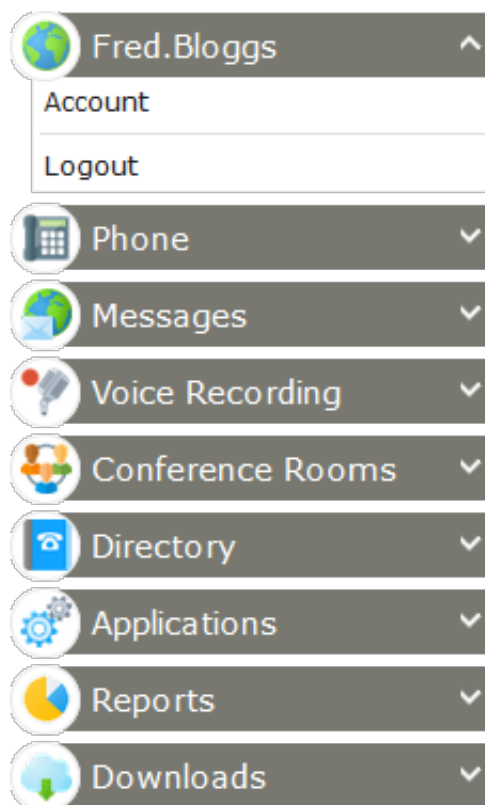 Fred.Bloggs
Account
Logout
Phone
Messages
Voice Recording
Conference Rooms
Directory
Applications
Reports
Downloads